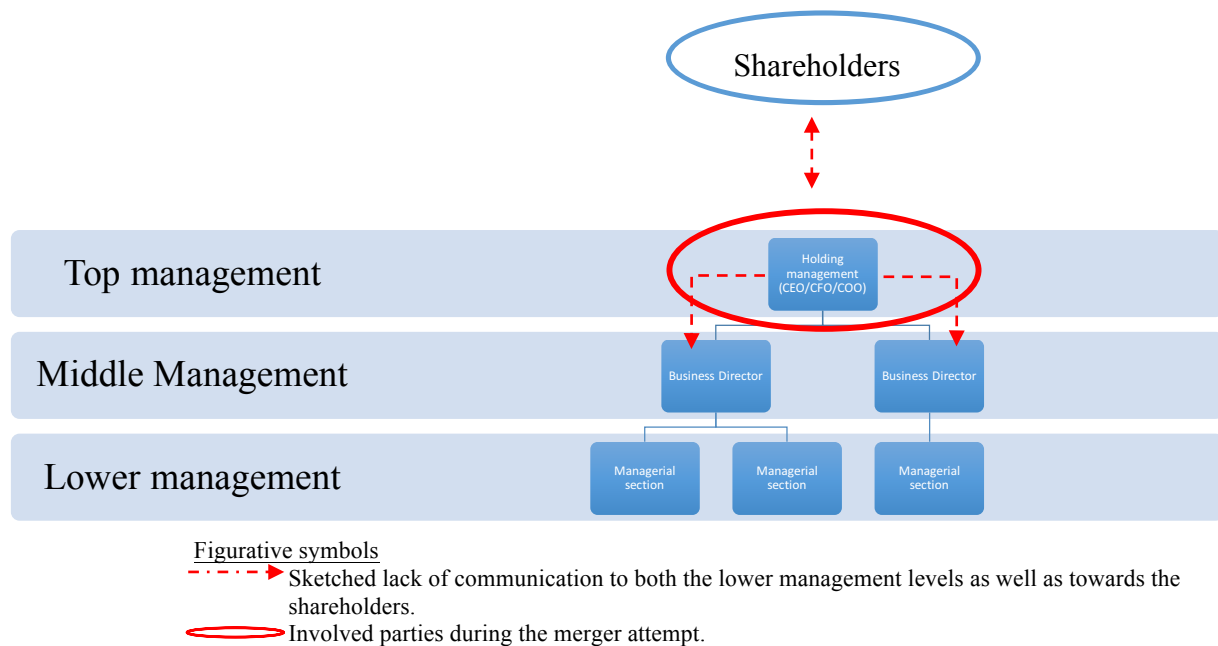 Shareholders
Top management
Holding
management
(CEO/CFO/COO)
Middle Management
Business Director
Business Director
Lower management
Managerial
section
Managerial
section
Managerial
section
Figurative symbols
Sketched lack of communication to both the lower management levels as well as towards the
shareholders.
Involved parties during the merger attempt.